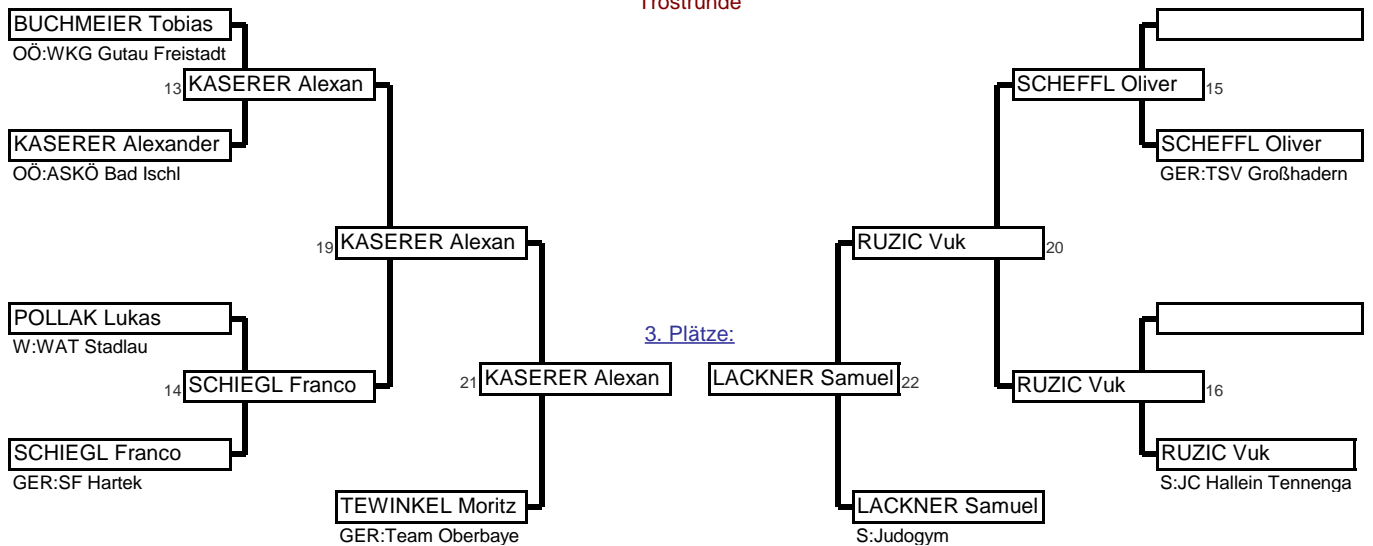 Trostrunde
BUCHMEIER Tobias
OÖ:WKG Gutau Freistadt
13 KASERER Alexan
KASERER Alexander
OÖ:ASKÖ Bad Ischl
19 KASERER Alexan
POLLAK Lukas
W:WAT Stadlau
14 SCHIEGL Franco
SCHIEGL Franco
GER:SF Hartek
21 KASERER Alexan
TEWINKEL Moritz
GER:Team Oberbaye
3. Plätze:
SCHEFFL Oliver 15
SCHEFFL Oliver
GER:TSV Großhadern
RUZIC Vuk 20
LACKNER Samuel 22
RUZIC Vuk 16
RUZIC Vuk
S:JC Hallein Tennenga
LACKNER Samuel
S:Judogym